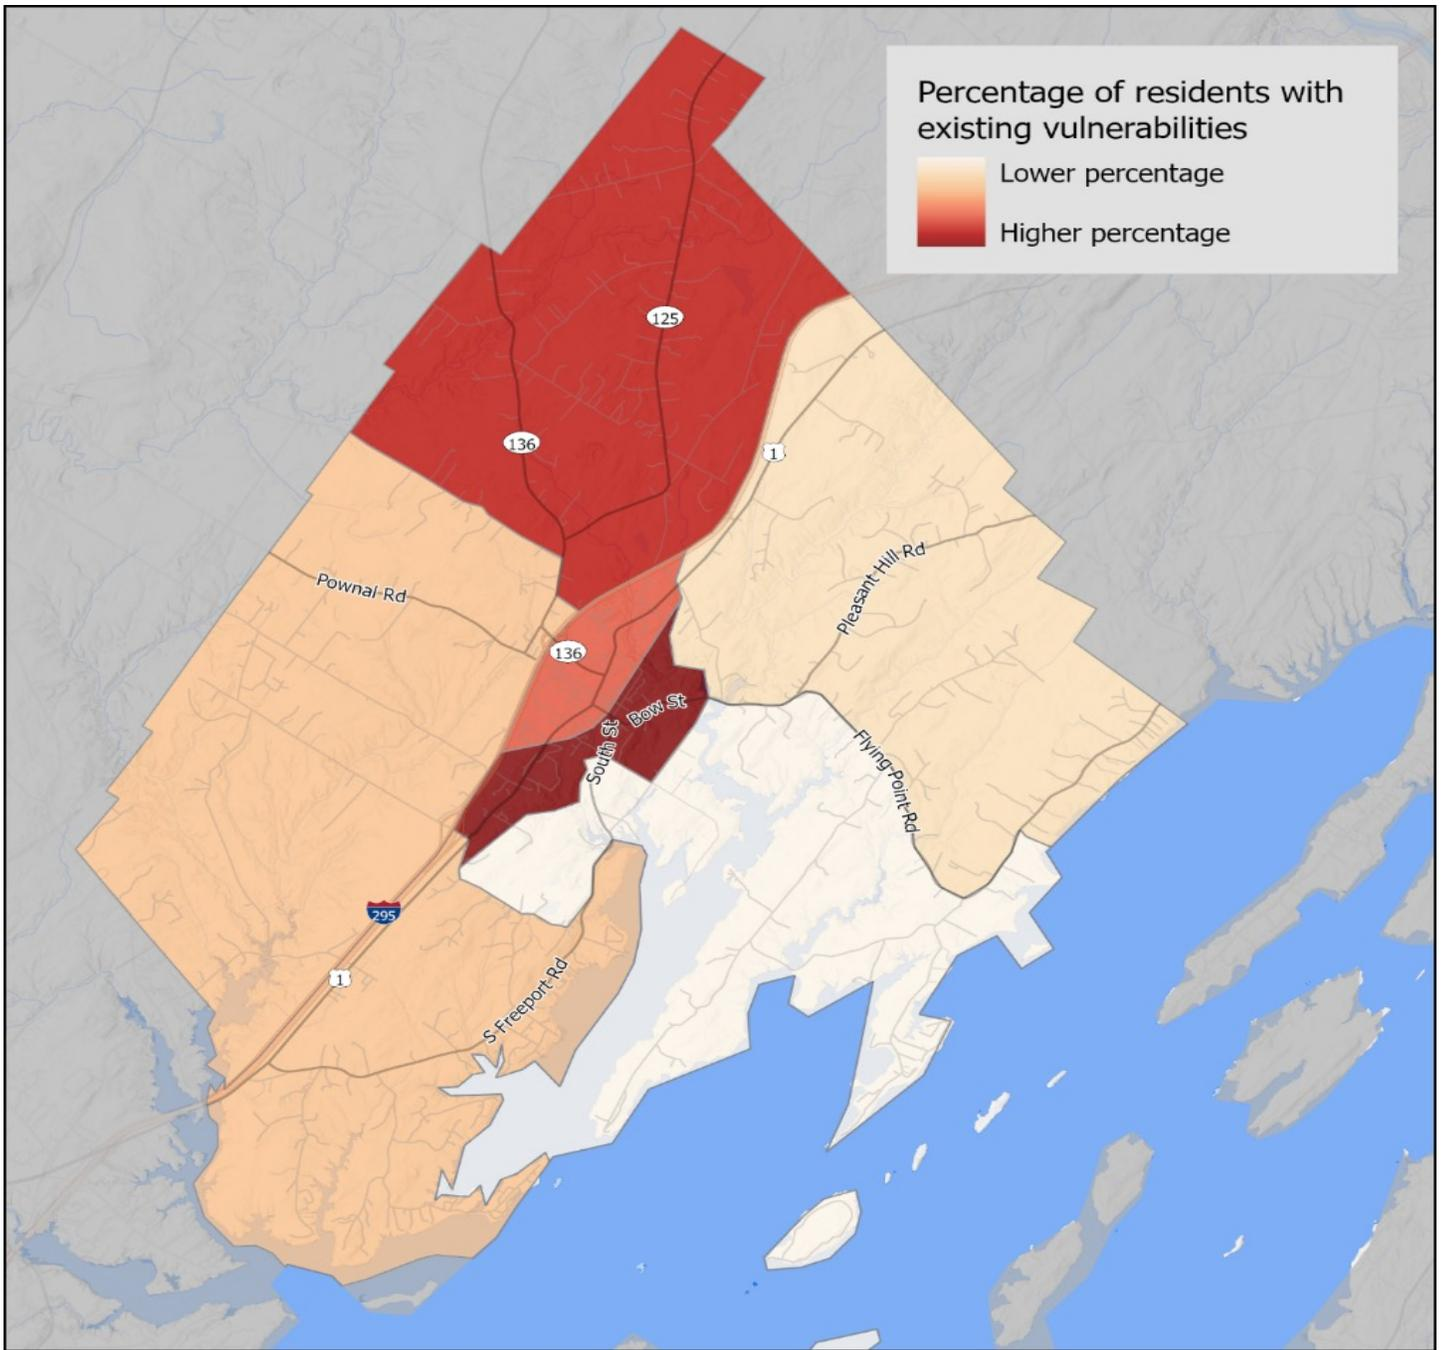 Percentage of residents with
existing vulnerabilities
Lower percentage
Higher percentage
125
136
1
Pleasant Hill Rd
Pownal Rd
136
Bow St
South St
Flying Point Rd
295
1
S Freeport Rd